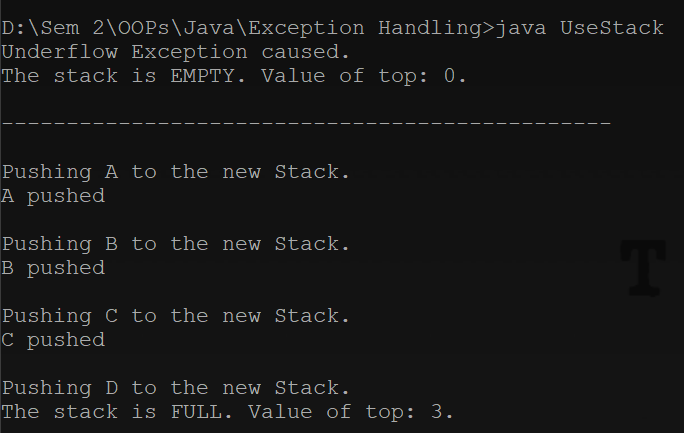 D:\Sem 2\OOPs\Java\Exception Handling>java UseStack
Underflow Exception caused.
The stack is EMPTY. Value of top: 0.
-----------------------------------------------
Pushing A to the new Stack.
A pushed
Pushing B to the new Stack.
B pushed
Pushing C to the new Stack.
C pushed
Pushing D to the new Stack.
The stack is FULL. Value of top: 3.
T